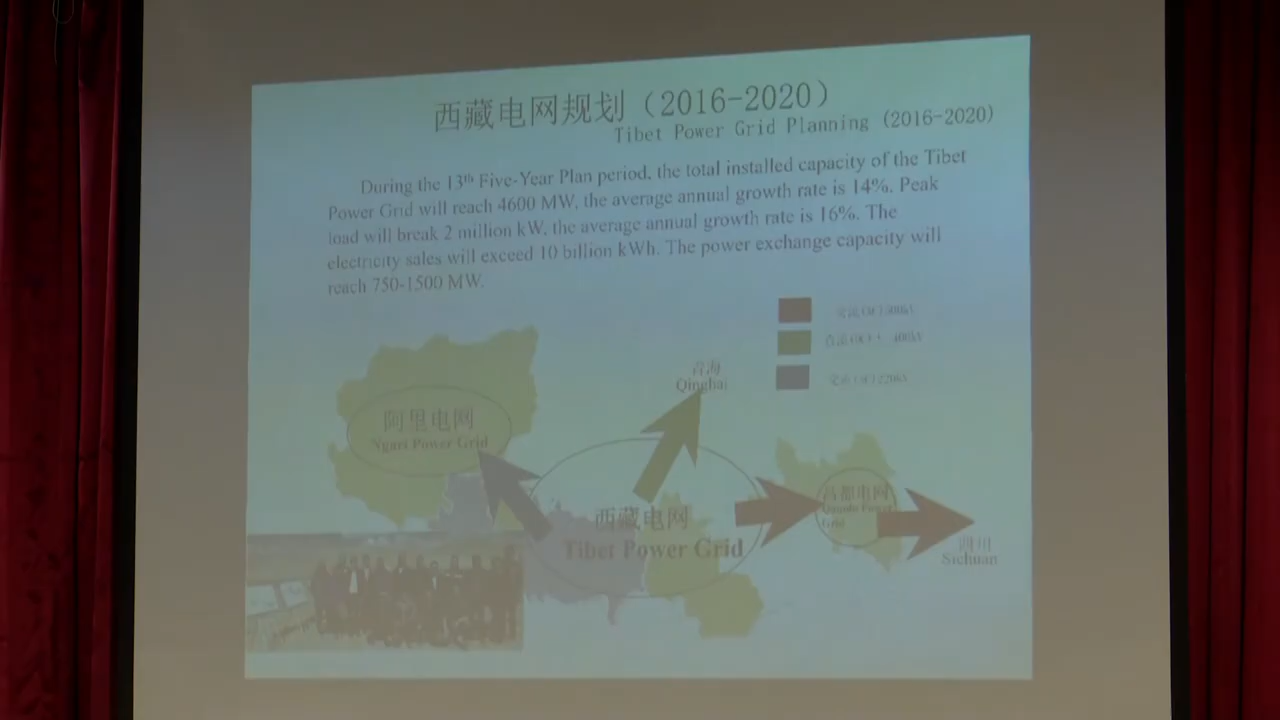 西藏电网规划（2016-2020）
Tibet Power Grid Planning (2016-2020)
During the 13th Five-Year Plan period, the total installed capacity of the Tibet
Power Grid will reach 4600 MW, the average annual growth rate is 14%. Peak
load will break 2 million kW, the average annual growth rate is 16%. The
electricity sales will exceed 10 billion kWh. The power exchange capacity will
reach 750-1500 MW.
青海
Qinghai
阿里电网
Ngari Power Grid
昌都电网
Power
Grid
西藏电网
Tibet Power Grid
四川
Sichuan